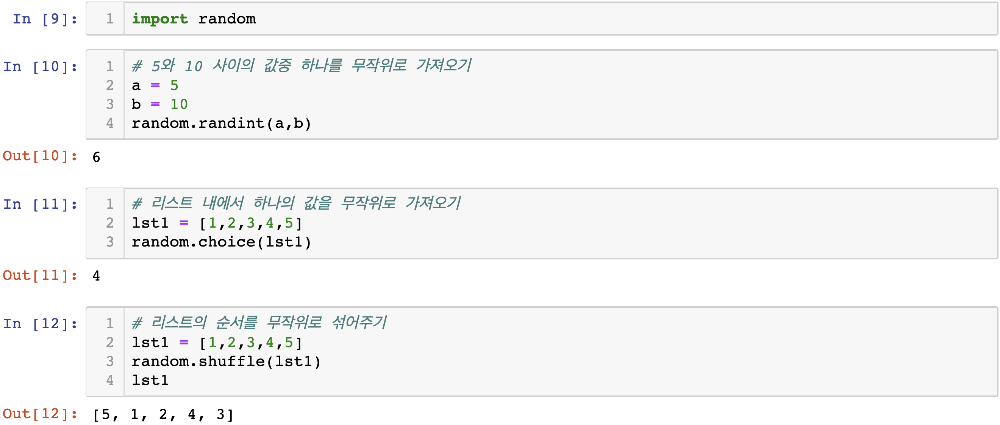 In [9]: 1 import random
In [10]: 1 # 5와 10 사이의 값중 하나를 무작위로 가져오기
2 a = 5
3 b = 10
4 random.randint(a,b)
Out[10]: 6
In [11]: 1 # 리스트 내에서 하나의 값을 무작위로 가져오기
2 lst1 = [1,2,3,4,5]
3 random.choice(lst1)
Out[11]: 4
In [12]: 1 # 리스트의 순서를 무작위로 섞어주기
2 lst1 = [1,2,3,4,5]
3 random.shuffle(lst1)
4 lst1
Out[12]: [5, 1, 2, 4, 3]